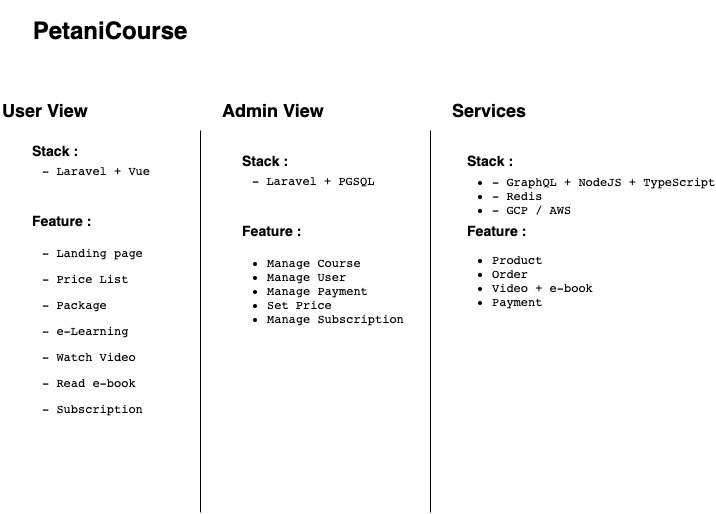 PetaniCourse
User View
Stack :
- Laravel + Vue
Feature :
- Landing page
- Price List
- Package
- e-Learning
- Watch Video
- Read e-book
- Subscription
Admin View
Stack :
- Laravel + PGSQL
Feature :
• Manage Course
• Manage User
• Manage Payment
• Set Price
• Manage Subscription
Services
Stack :
• - GraphQL + NodeJS + TypeScript
• - Redis
• - GCP / AWS
Feature :
• Product
• Order
• Video + e-book
• Payment